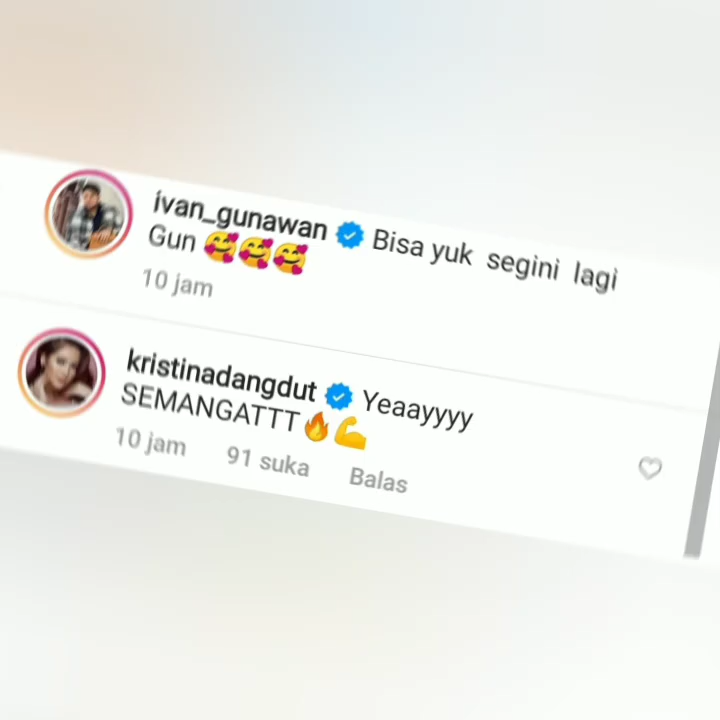 ivan_gunawan Bisa yuk segini lagi
Gun 🥰🥰🥰
10 jam
kristinadangdut Yeaayyyy
SEMANGATTT🔥💪
10 jam 91 suka Balas